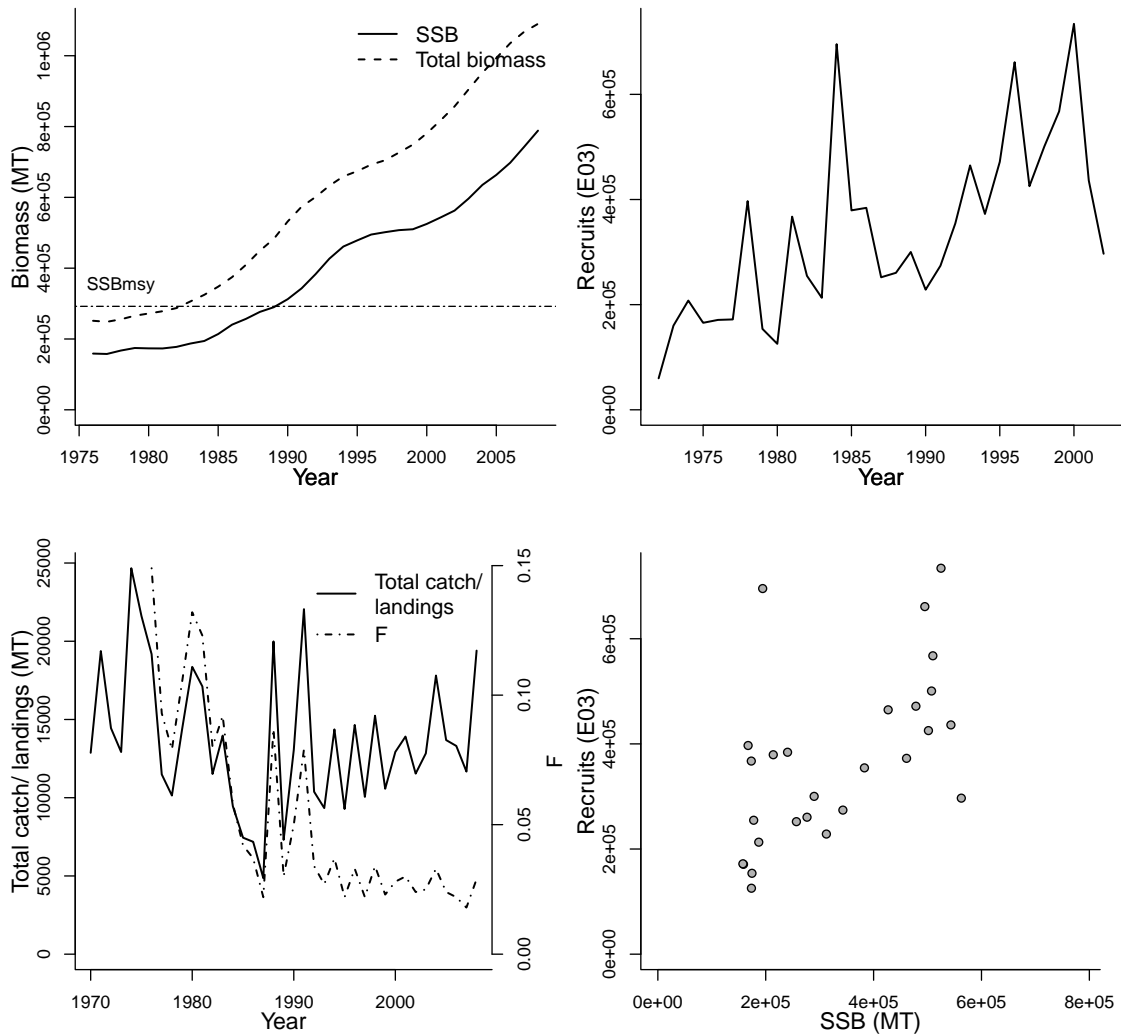 SSB
Total biomass
SSBmsy
Biomass (MT)
0e+00 2e+05 4e+05 6e+05 8e+05 1e+06
1975 1980 1985 1990 1995 2000 2005
Year
Recruits (E03)
0e+00 2e+05 4e+05 6e+05
1975 1980 1985 1990 1995 2000
Year
Total catch/
landings
F
Total catch/ landings (MT)
0 5000 10000 15000 20000 25000
0.00 0.05 0.10 0.15
F
1970 1980 1990 2000
Year
Recruits (E03)
0e+00 2e+05 4e+05 6e+05
0e+00 2e+05 4e+05 6e+05 8e+05
SSB (MT)